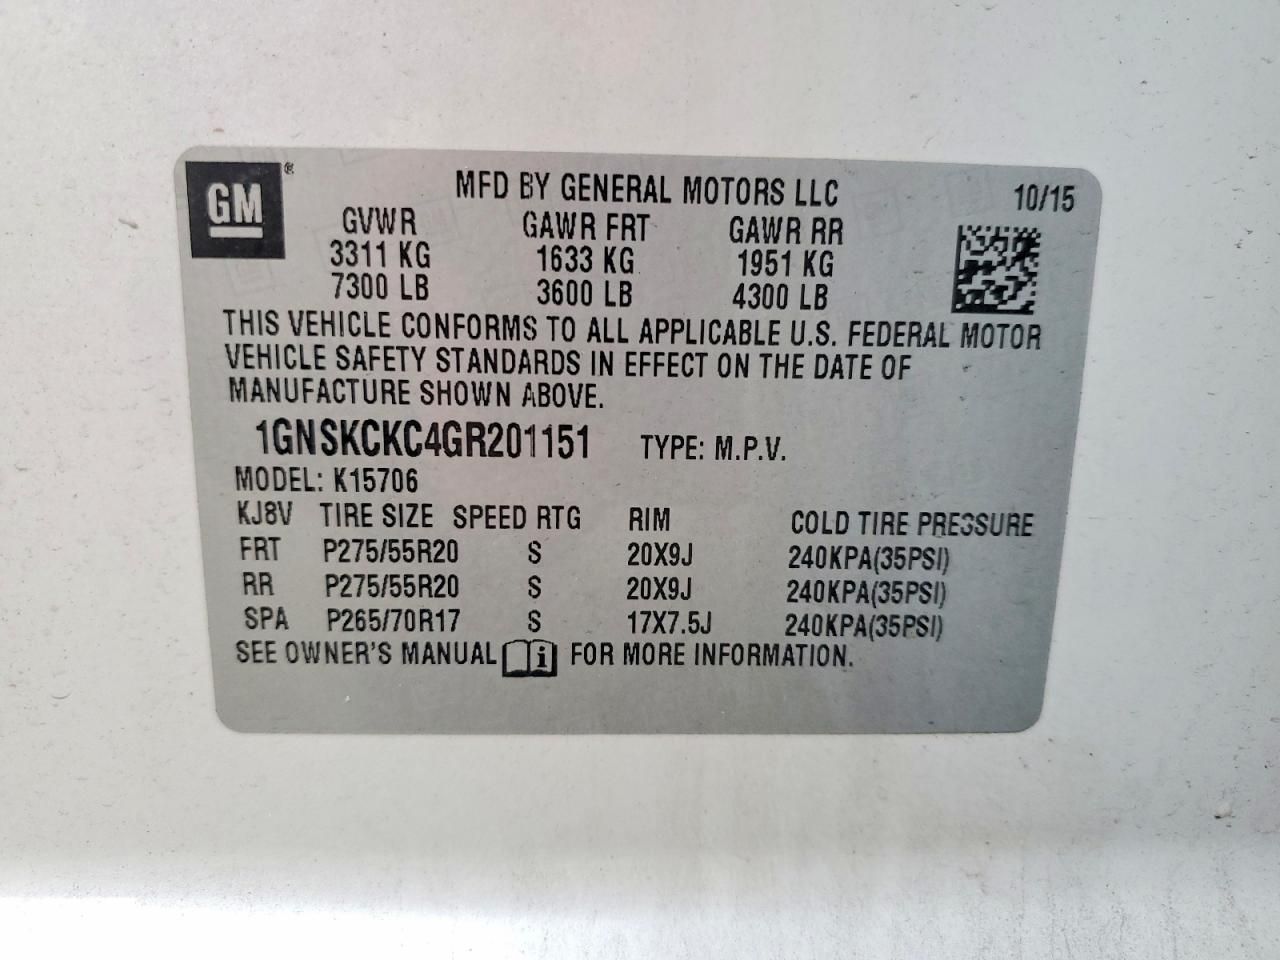 GM ® MFD BY GENERAL MOTORS LLC 10/15
GVWR GAWR FRT GAWR RR
3311 KG 1633 KG 1951 KG
7300 LB 3600 LB 4300 LB
THIS VEHICLE CONFORMS TO ALL APPLICABLE U.S. FEDERAL MOTOR
VEHICLE SAFETY STANDARDS IN EFFECT ON THE DATE OF
MANUFACTURE SHOWN ABOVE.
1GNSKCKC4GR201151 TYPE: M.P.V.
MODEL: K15706
KJ8V TIRE SIZE SPEED RTG RIM COLD TIRE PRESSURE
FRT P275/55R20 S 20X9J 240KPA(35PSI)
RR P275/55R20 S 20X9J 240KPA(35PSI)
SPA P265/70R17 S 17X7.5J 240KPA(35PSI)
SEE OWNER'S MANUAL i FOR MORE INFORMATION.